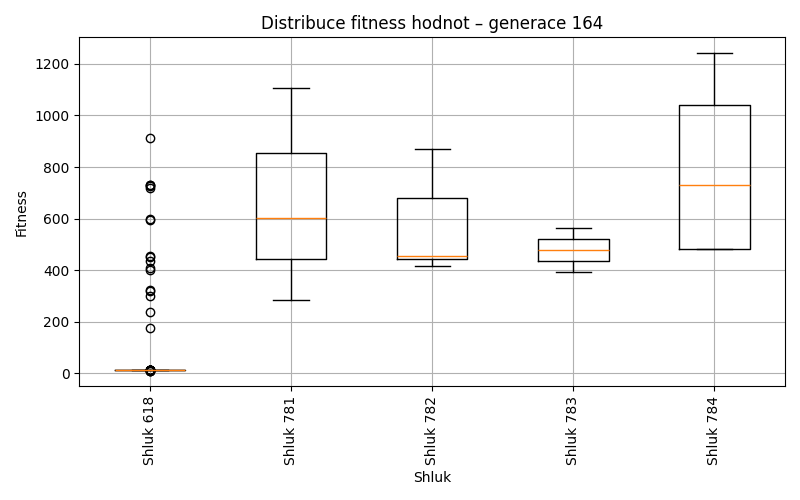 Distribuce fitness hodnot – generace 164
Fitness
1200
1000
800
600
400
200
0
Shluk 618
Shluk 781
Shluk 782
Shluk 783
Shluk 784
Shluk